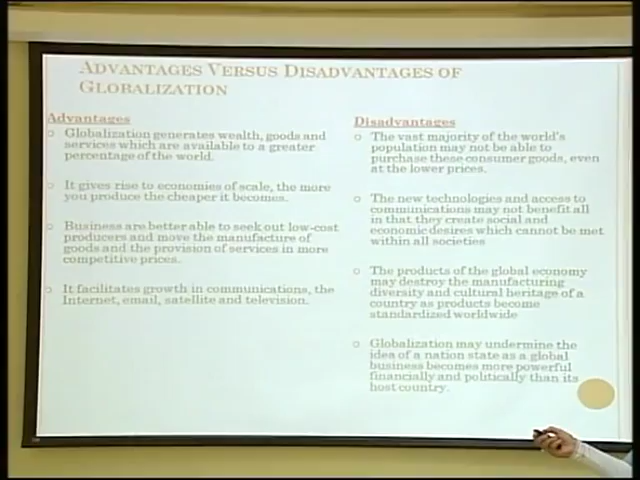 ADVANTAGES VERSUS DISADVANTAGES OF
GLOBALIZATION
Advantages
Globalization generates wealth, goods and
services which are available to a greater
percentage of the world.
It gives rise to economies of scale, the more
you produce the cheaper it becomes.
Business are better able to seek out low-cost
producers and move the manufacture of
goods and the provision of services in more
competitive prices.
It facilitates growth in communications, the
Internet, email, satellite and television.
Disadvantages
The vast majority of the world's
population may not be able to
purchase these consumer goods, even
at the lower prices.
The new technologies and access to
communications may not benefit all
in that they create social and
economic desires which cannot be met
within all societies
The products of the global economy
may destroy the manufacturing
diversity and cultural heritage of a
country as products become
standardized worldwide
Globalization may undermine the
idea of a nation state as a global
business becomes more powerful
financially and politically than its
host country.